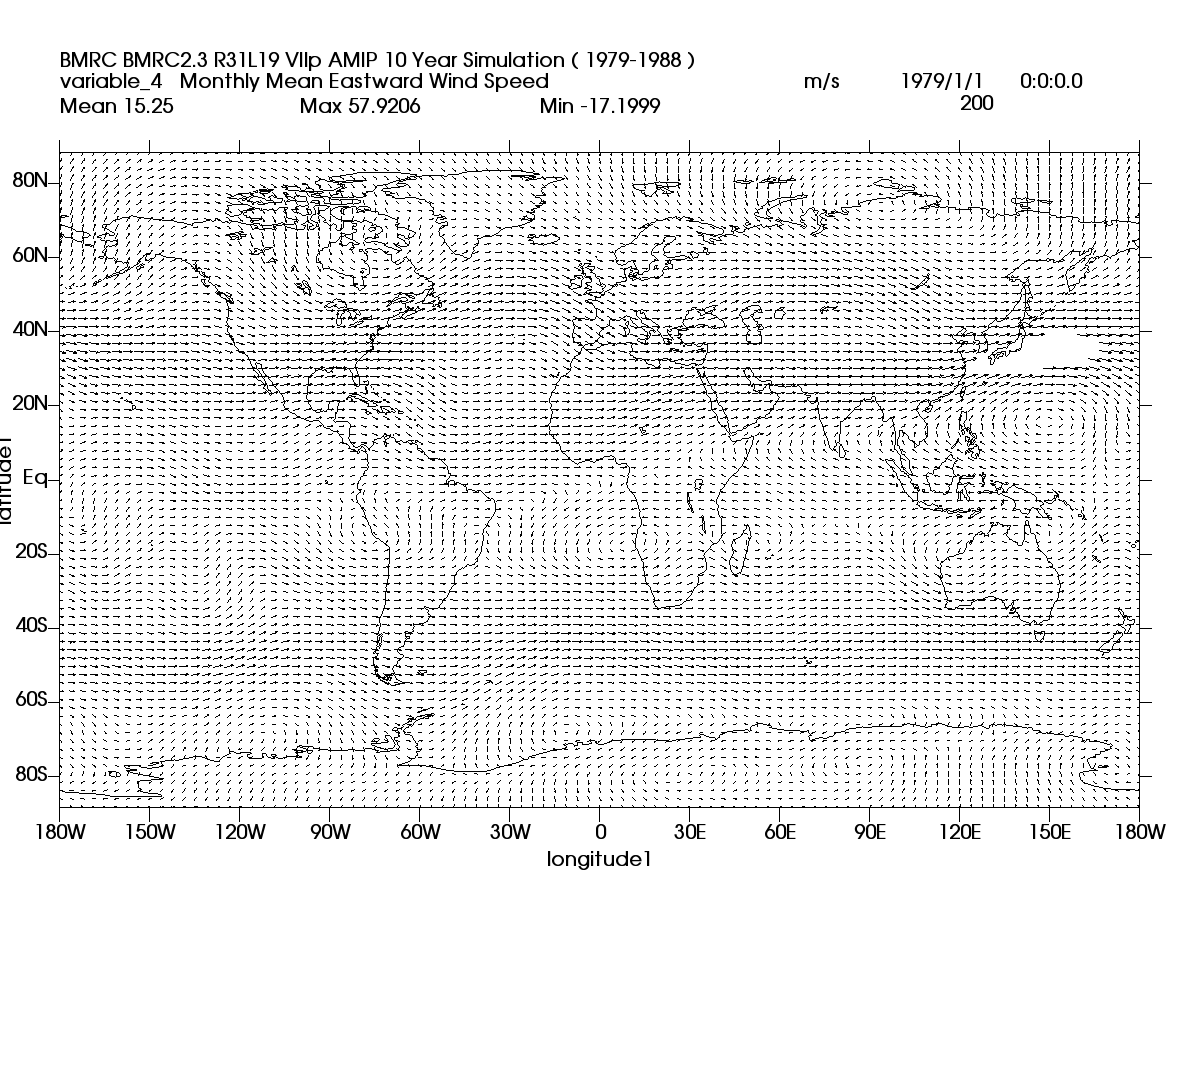 BMRC BMRC2.3 R31L19 VIIp AMIP 10 Year Simulation ( 1979-1988 )
variable_4 Monthly Mean Eastward Wind Speed m/s 1979/1/1 0:0:0.0
Mean 15.25 Max 57.9206 Min -17.1999 200
80N
60N
40N
20N
Eq
20S
40S
60S
80S
latitude1
180W 150W 120W 90W 60W 30W 0 30E 60E 90E 120E 150E 180W
longitude1